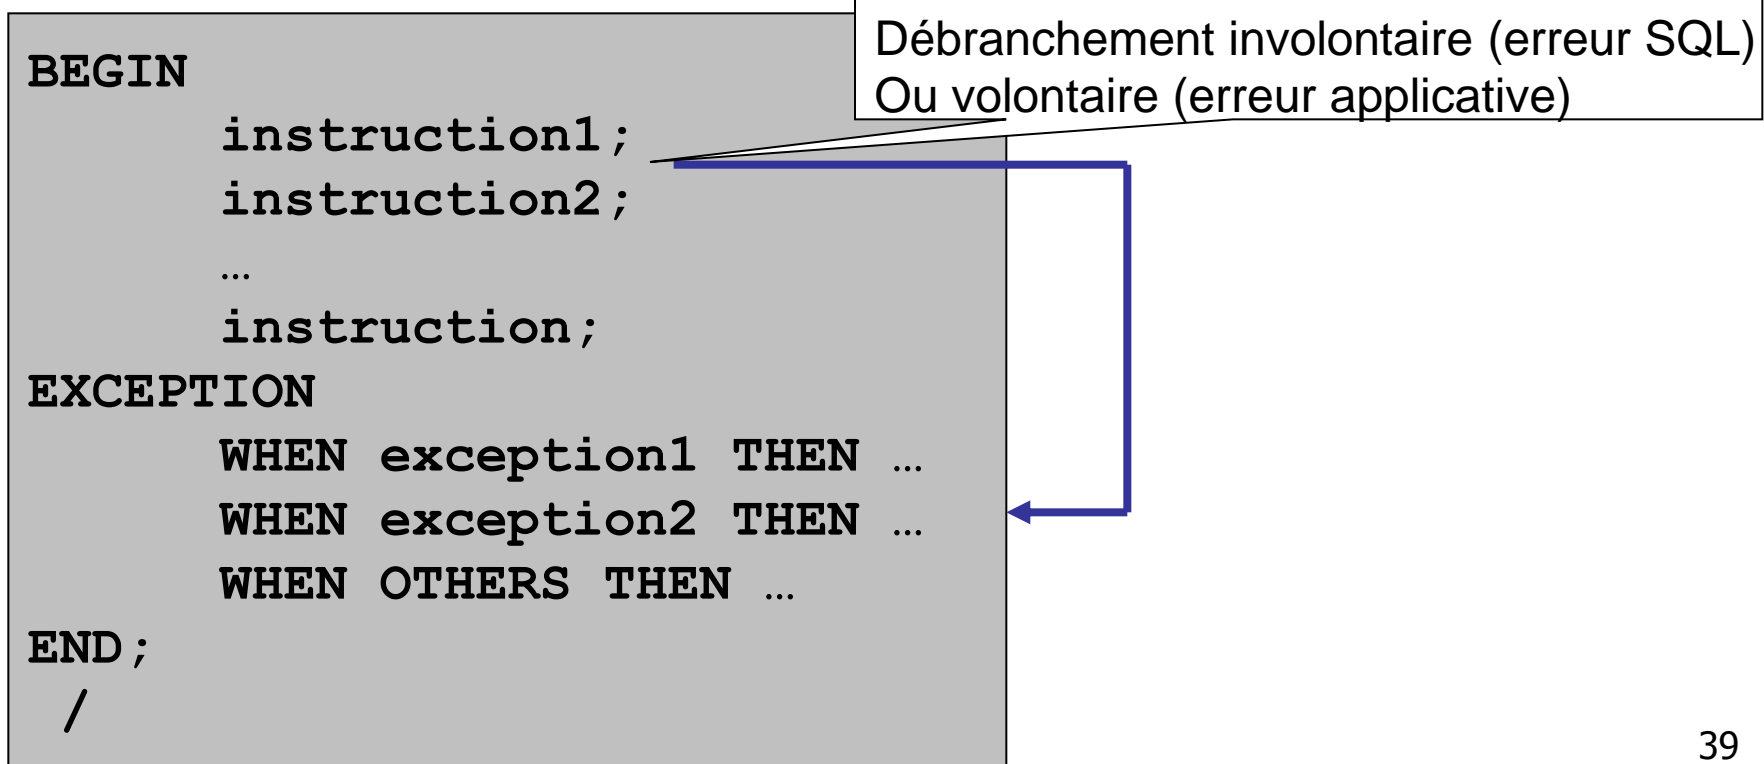 Débranchement involontaire (erreur SQL)
Ou volontaire (erreur applicative)
BEGIN
instruction1;
instruction2;
…
instruction;
EXCEPTION
WHEN exception1 THEN …
WHEN exception2 THEN …
WHEN OTHERS THEN …
END;
/
39